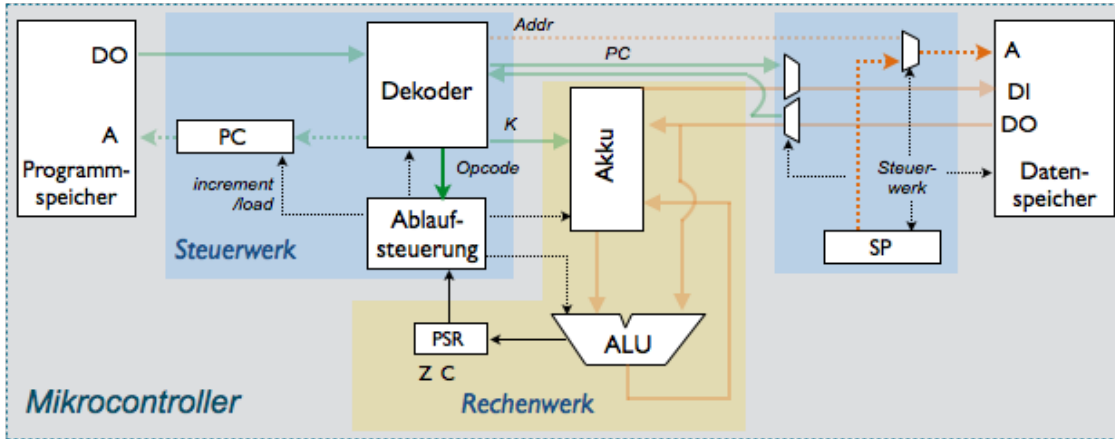 DO
A
Programm-
speicher
PC
increment
/load
Steuerwerk
Dekoder
Opcode
Ablauf-
steuerung
PSR
Z C
K
Akku
ALU
Rechenwerk
Addr
PC
Steuer-
werk
SP
A
DI
DO
Daten-
speicher
Mikrocontroller